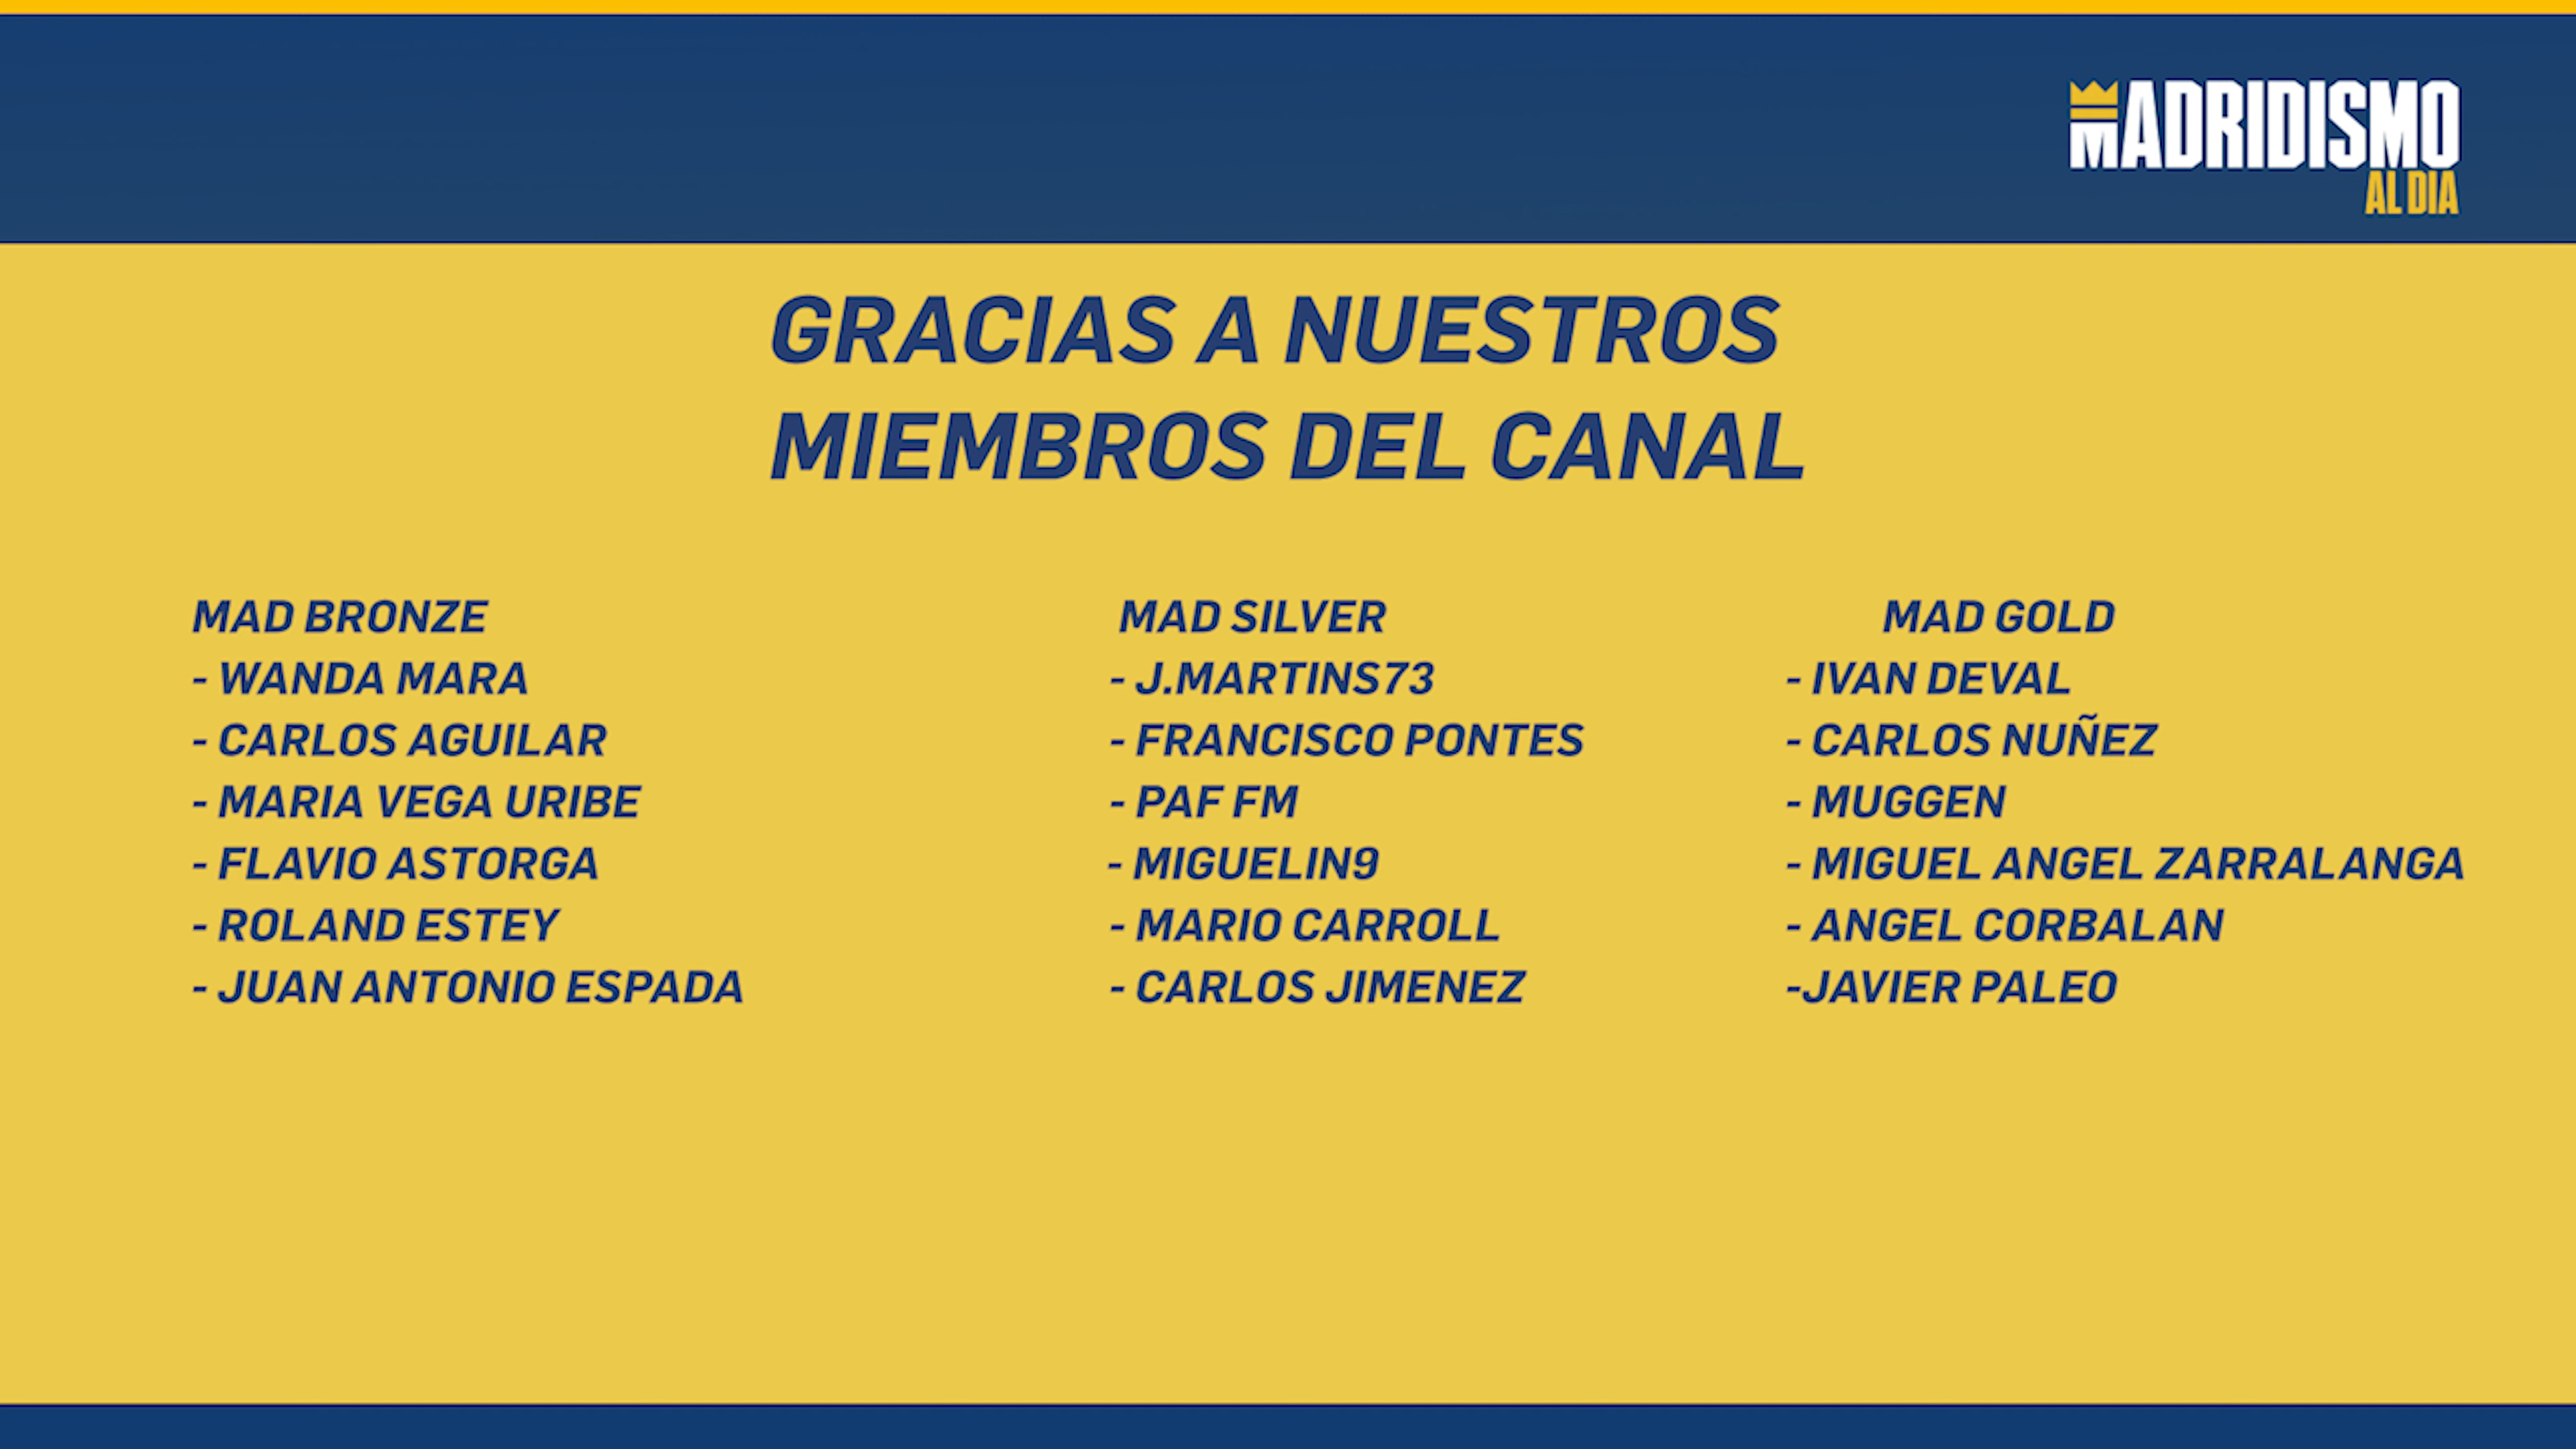 MADRIDISMO
AL DIA
GRACIAS A NUESTROS
MIEMBROS DEL CANAL
MAD BRONZE
- WANDA MARA
- CARLOS AGUILAR
- MARIA VEGA URIBE
- FLAVIO ASTORGA
- ROLAND ESTEY
- JUAN ANTONIO ESPADA
MAD SILVER
- J.MARTINS73
- FRANCISCO PONTES
- PAF FM
- MIGUELIN9
- MARIO CARROLL
- CARLOS JIMENEZ
MAD GOLD
- IVAN DEVAL
- CARLOS NUÑEZ
- MUGGEN
- MIGUEL ANGEL ZARRALANGA
- ANGEL CORBALAN
-JAVIER PALEO